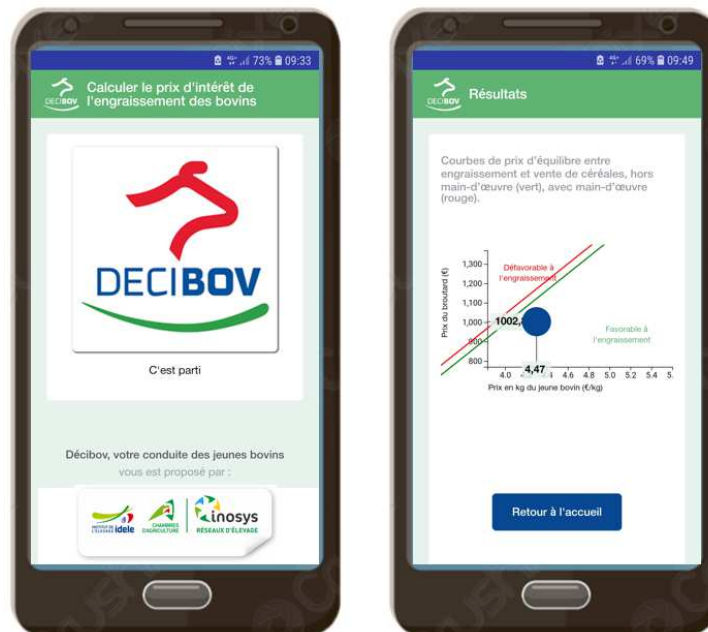 73% 09:33
DECIBOV
Calculer le prix d'intérêt de
l'engraissement des bovins
DECIBOV
C'est parti
Décibov, votre conduite des jeunes bovins
vous est proposé par :
INSTITUT DE
L'ÉLEVAGE idele
CHAMBRES
D'AGRICULTURE
inosys
RÉSEAUX D'ÉLEVAGE
69% 09:49
DECIBOV
Résultats
Courbes de prix d'équilibre entre
engraissement et vente de céréales, hors
main-d'œuvre (vert), avec main-d'œuvre
(rouge).
Prix du broutard (€)
1,300
1,200
1,100
1,000
900
800
Défavorable à
l'engraissement
1002,
Favorable à
l'engraissement
4,47
4.0 4.6 4.8 5.0 5.2 5.4 5.
Prix en kg du jeune bovin (€/kg)
Retour à l'accueil